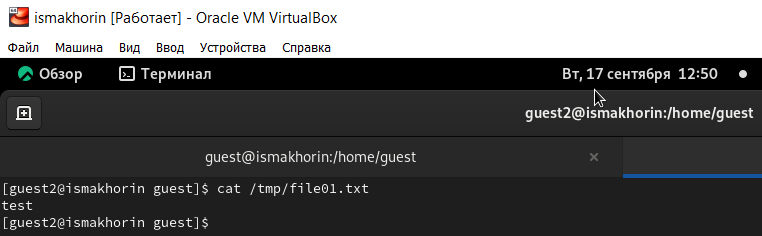 ismakhorin [Работает] - Oracle VM VirtualBox
Файл Машина Вид Ввод Устройства Справка
Обзор Терминал Вт, 17 сентября 12:50
guest2@ismakhorin:/home/guest
guest@ismakhorin:/home/guest ×
[guest2@ismakhorin guest]$ cat /tmp/file01.txt
test
[guest2@ismakhorin guest]$